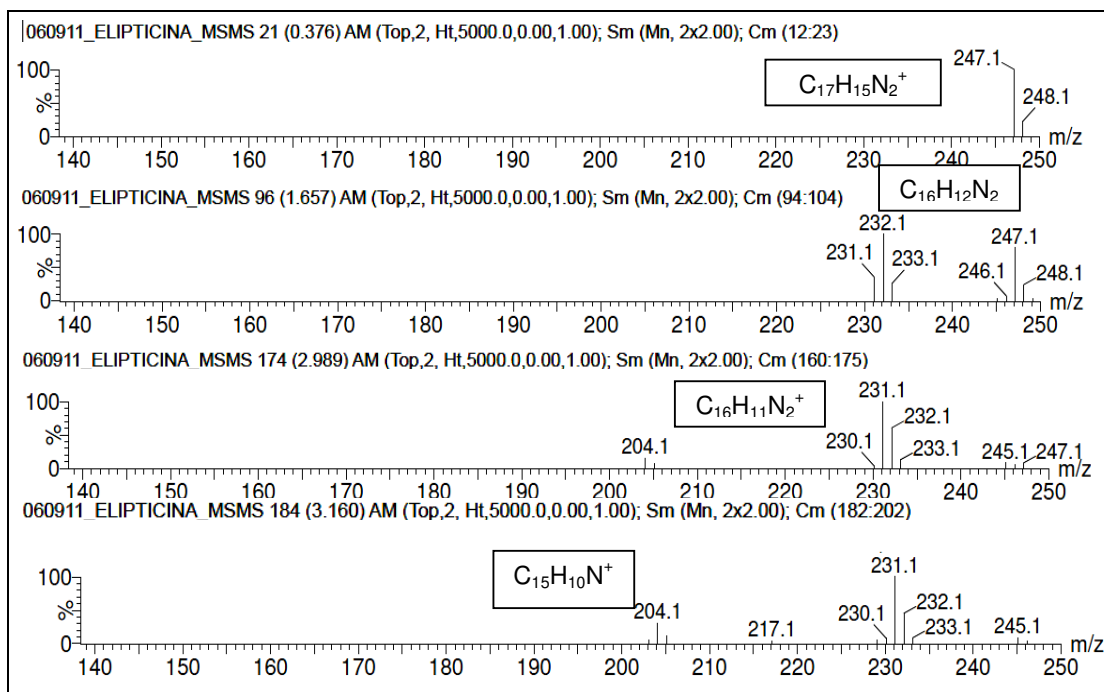 060911_ELIPTICINA_MSMS 21 (0.376) AM (Top,2, Ht,5000.0,0.00,1.00); Sm (Mn, 2x2.00); Cm (12:23)
100
%
0
C₁₇H₁₅N₂⁺
247.1
248.1
m/z
140 150 160 170 180 190 200 210 220 230 240 250
060911_ELIPTICINA_MSMS 96 (1.657) AM (Top,2, Ht,5000.0,0.00,1.00); Sm (Mn, 2x2.00); Cm (94:104)
C₁₆H₁₂N₂
100
%
0
231.1
232.1
233.1
246.1
247.1
248.1
m/z
140 150 160 170 180 190 200 210 220 230 240 250
060911_ELIPTICINA_MSMS 174 (2.989) AM (Top,2, Ht,5000.0,0.00,1.00); Sm (Mn, 2x2.00); Cm (160:175)
100
%
0
C₁₆H₁₁N₂⁺
204.1
230.1
231.1
232.1
233.1
245.1
247.1
m/z
140 150 160 170 180 190 200 210 220 230 240 250
060911_ELIPTICINA_MSMS 184 (3.160) AM (Top,2, Ht,5000.0,0.00,1.00); Sm (Mn, 2x2.00); Cm (182:202)
100
%
0
C₁₅H₁₀N⁺
204.1
217.1
230.1
231.1
232.1
233.1
245.1
m/z
140 150 160 170 180 190 200 210 220 230 240 250